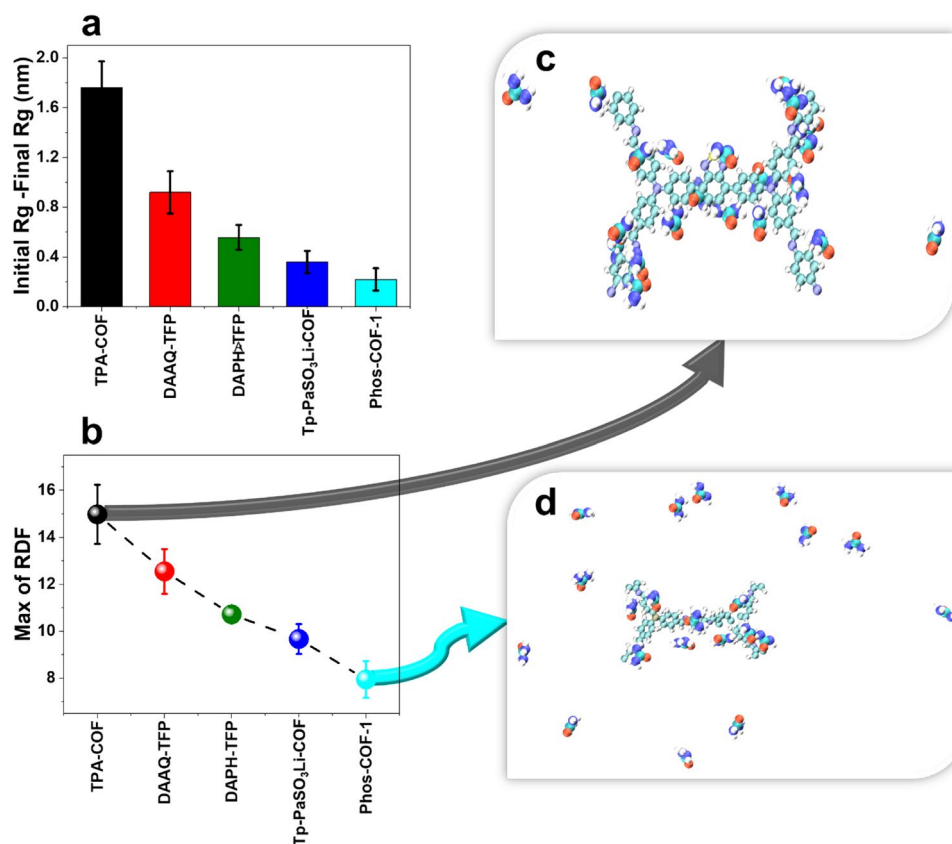 a
Initial Rg -Final Rg (nm)
2.0
1.6
1.2
0.8
0.4
0.0
TPA-COF
DAAQ-TFP
DAPH-TFP
Tp-PaSO₃Li-COF
Phos-COF-1
b
Max of RDF
16
14
12
10
8
TPA-COF
DAAQ-TFP
DAPH-TFP
Tp-PaSO₃Li-COF
Phos-COF-1
c
d